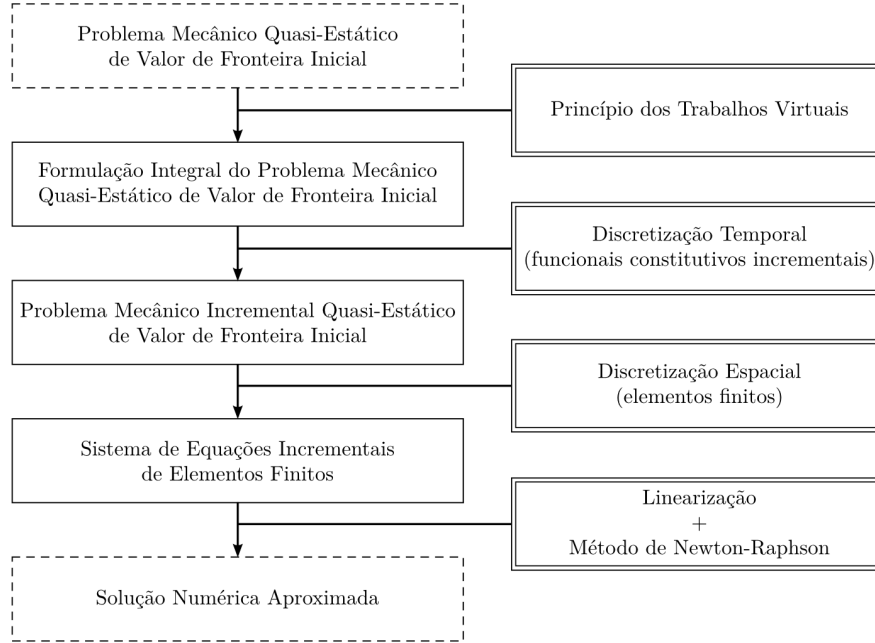 Problema Mecânico Quasi-Estático
de Valor de Fronteira Inicial
Princípio dos Trabalhos Virtuais
Formulação Integral do Problema Mecânico
Quasi-Estático de Valor de Fronteira Inicial
Discretização Temporal
(funcionais constitutivos incrementais)
Problema Mecânico Incremental Quasi-Estático
de Valor de Fronteira Inicial
Discretização Espacial
(elementos finitos)
Sistema de Equações Incrementais
de Elementos Finitos
Linearização
+
Método de Newton-Raphson
Solução Numérica Aproximada